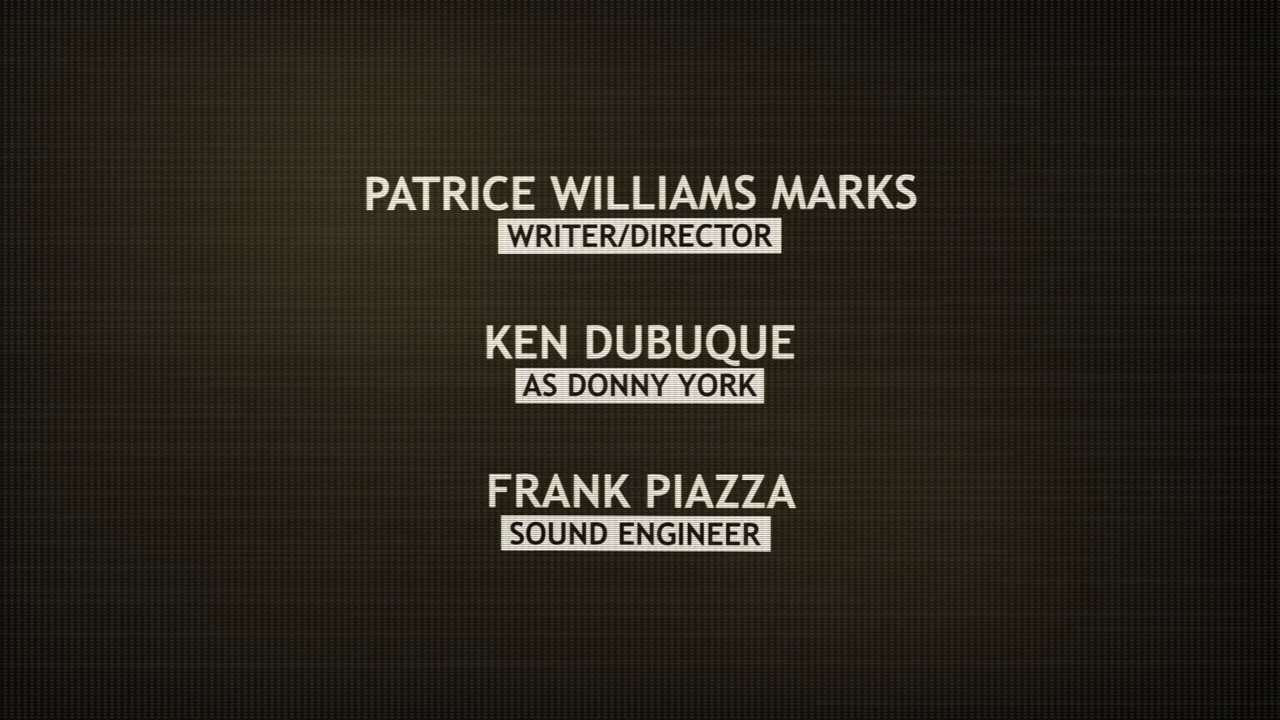 PATRICE WILLIAMS MARKS
WRITER/DIRECTOR
KEN DUBUQUE
AS DONNY YORK
FRANK PIAZZA
SOUND ENGINEER